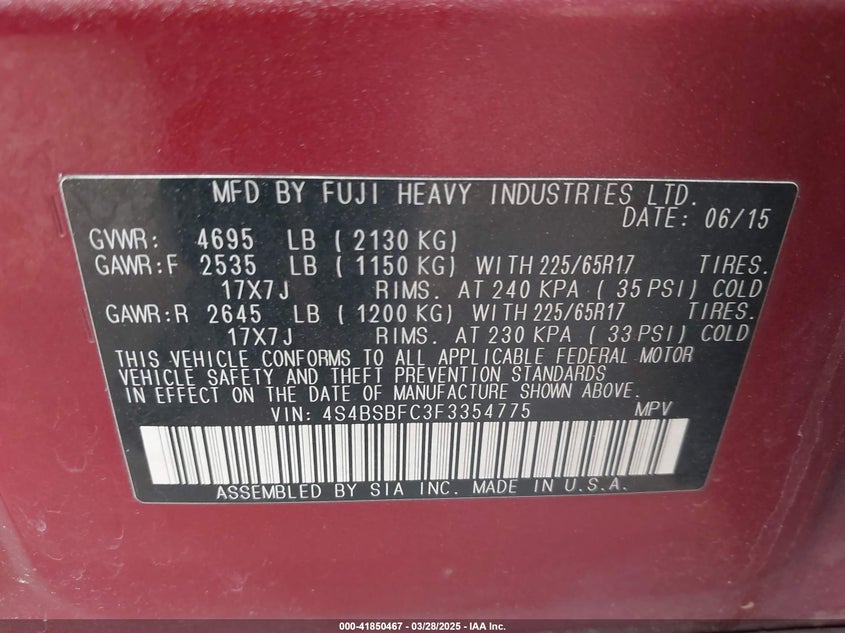 MFD BY FUJI HEAVY INDUSTRIES LTD.
DATE: 06/15
GVWR: 4695 LB ( 2130 KG)
GAWR:F 2535 LB ( 1150 KG) WITH 225/65R17 TIRES.
17X7J RIMS. AT 240 KPA ( 35 PSI) COLD
GAWR:R 2645 LB ( 1200 KG) WITH 225/65R17 TIRES.
17X7J RIMS. AT 230 KPA ( 33 PSI) COLD
THIS VEHICLE CONFORMS TO ALL APPLICABLE FEDERAL MOTOR
VEHICLE SAFETY AND THEFT PREVENTION STANDARDS
IN EFFECT ON THE DATE OF MANUFACTURE SHOWN ABOVE.
VIN: 4S4BSBFC3F3354775 MPV
ASSEMBLED BY SIA INC. MADE IN U.S.A.
000-41850467 - 03/28/2025 - IAA Inc.